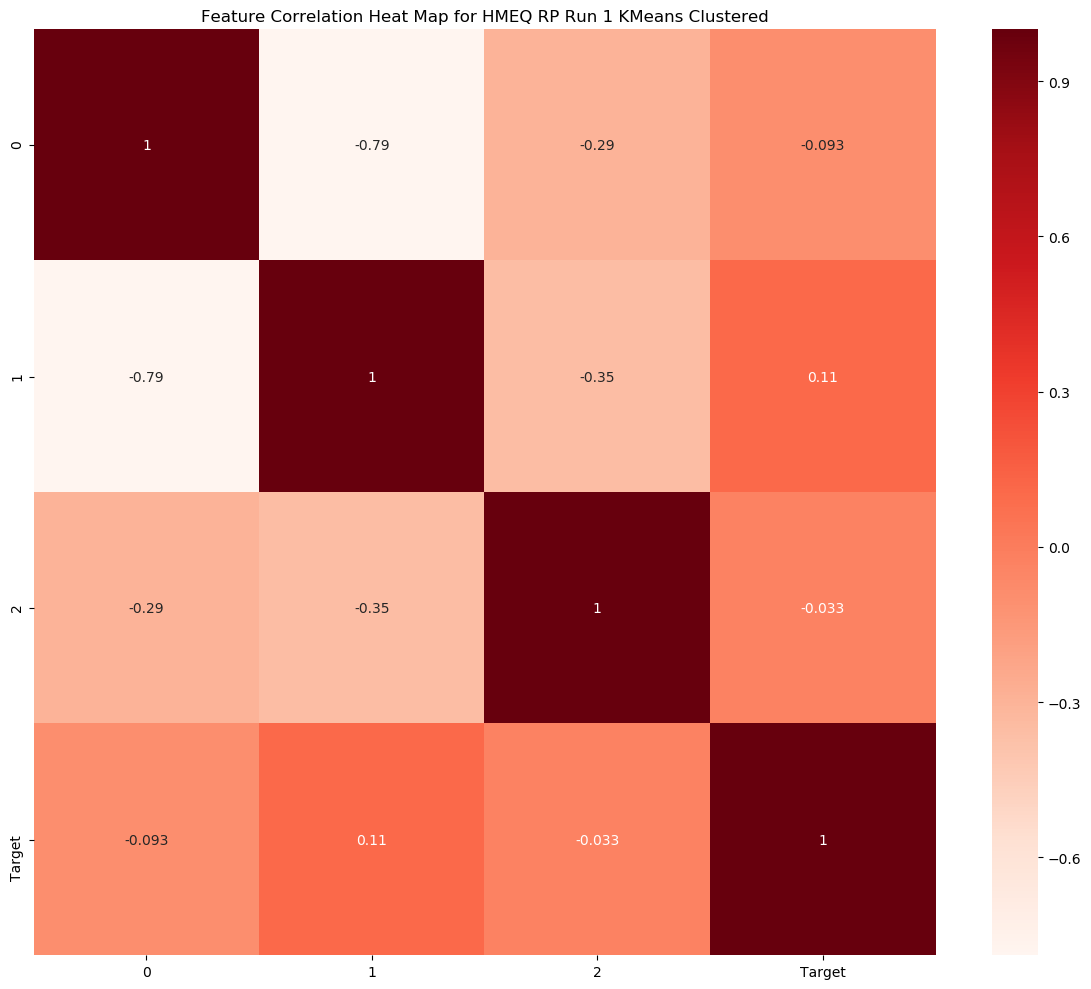 Feature Correlation Heat Map for HMEQ RP Run 1 KMeans Clustered
0 1 -0.79 -0.29 -0.093
1 -0.79 1 -0.35 0.11
2 -0.29 -0.35 1 -0.033
Target -0.093 0.11 -0.033 1
0 1 2 Target
0.9
0.6
0.3
0.0
−0.3
−0.6